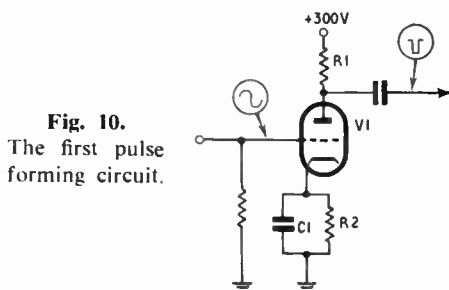 +300V
R1
V1
Fig. 10.
The first pulse
forming circuit.
C1
R2